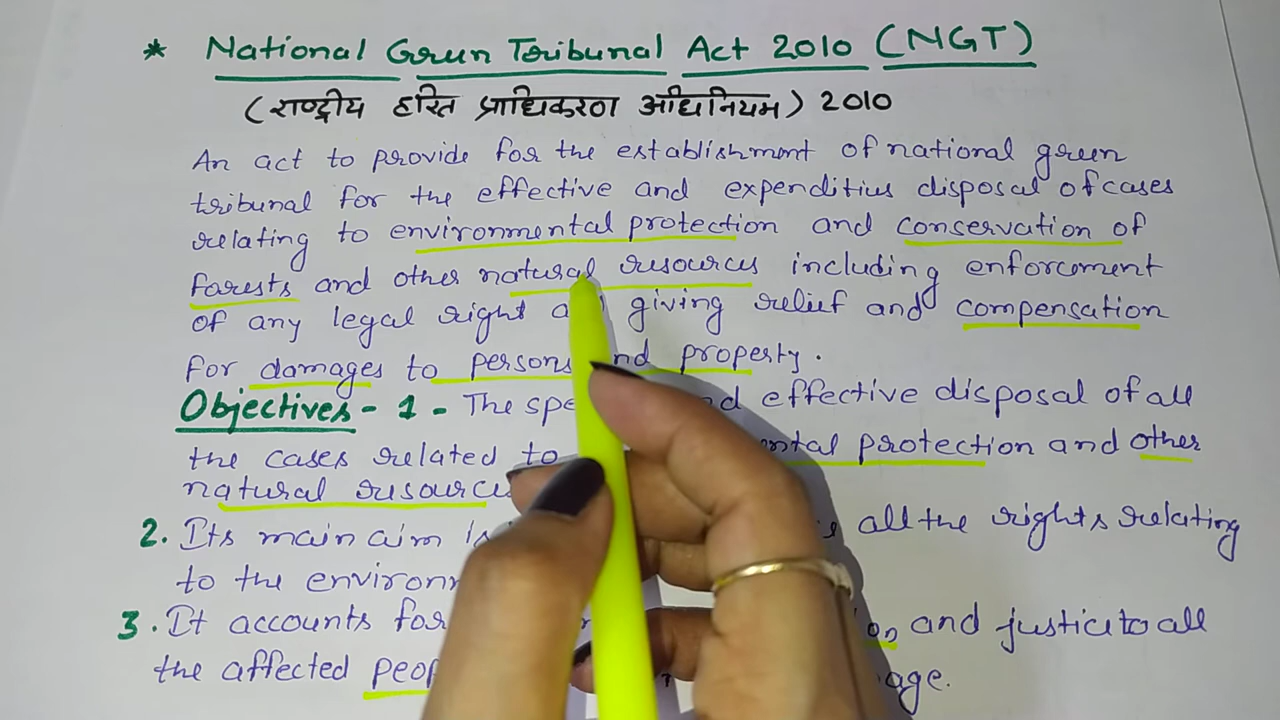 * National Green Tribunal Act 2010 (NGT)
(राष्ट्रीय हरित प्राधिकरण अधिनियम) 2010
An act to provide for the establishment of national green
tribunal for the effective and expenditius disposal of cases
relating to environmental protection and conservation of
forests and other natural resources including enforcement
of any legal right giving relief and compensation
for damages to persons property.
Objectives - 1 - The effective disposal of all
the cases related to protection and other
natural
2. Its main aim is all the rights relating
to the
3. It accounts for and justice to all
the affected